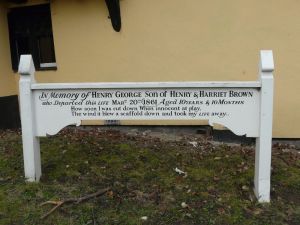 In Memory of HENRY GEORGE SON OF HENRY & HARRIET BROWN
who Departed this LIFE MAR. 20TH 1861 Aged 10 YEARS & 10 MONTHS
How soon I was cut down When innocent at play,
The wind it blew a scaffold down and took my LIFE away.